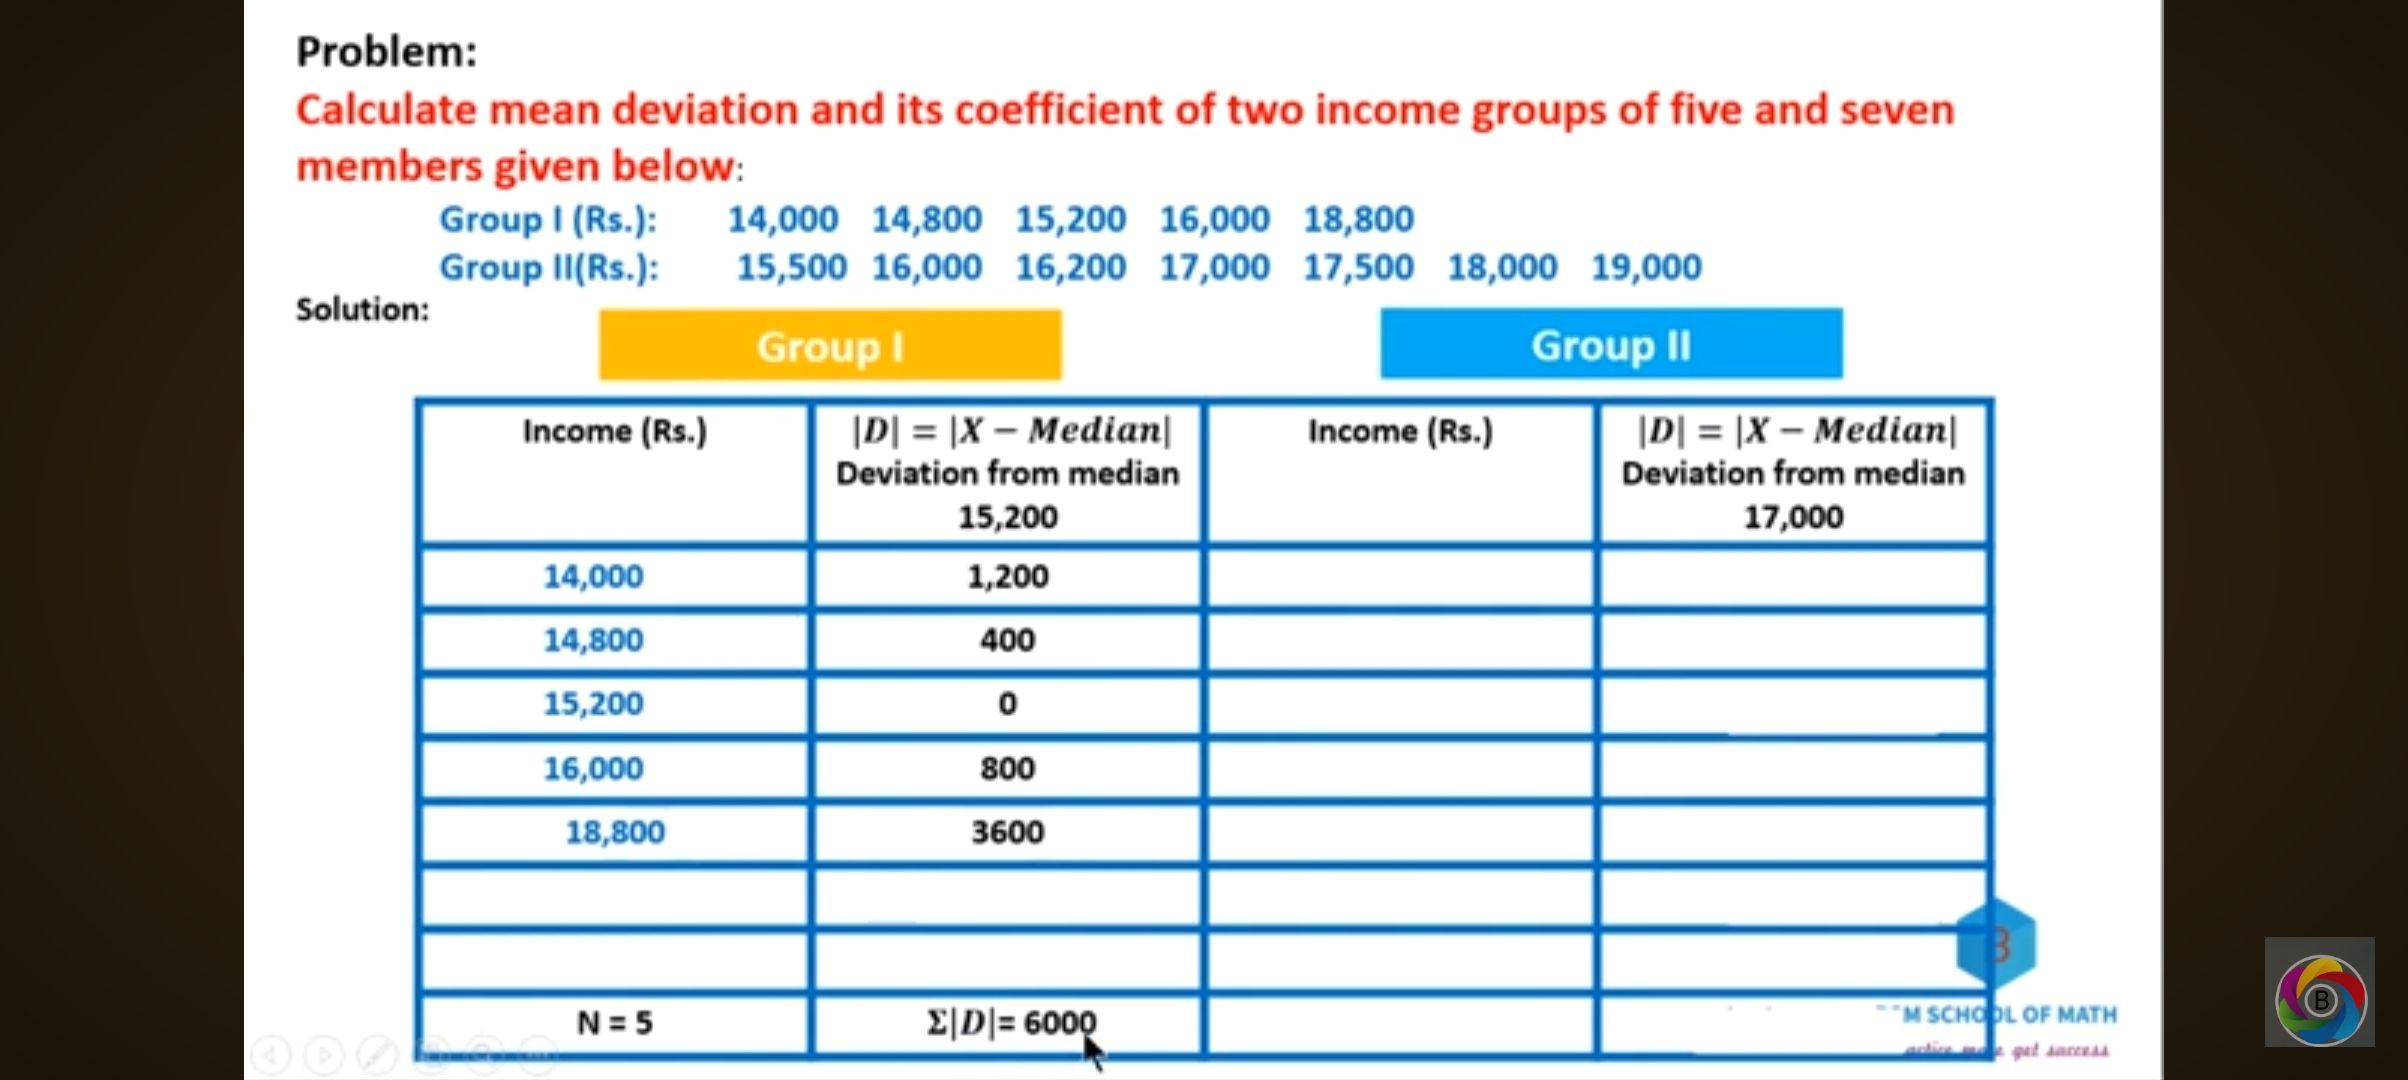 Problem:
Calculate mean deviation and its coefficient of two income groups of five and seven
members given below:
Group I (Rs.): 14,000 14,800 15,200 16,000 18,800
Group II(Rs.): 15,500 16,000 16,200 17,000 17,500 18,000 19,000
Solution:
Group I Group II
Income (Rs.) |D| = |X − Median| Income (Rs.) |D| = |X − Median|
Deviation from median Deviation from median
15,200 17,000
14,000 1,200
14,800 400
15,200 0
16,000 800
18,800 3600
N = 5 Σ|D|= 6000
M SCHOOL OF MATH
get success
B